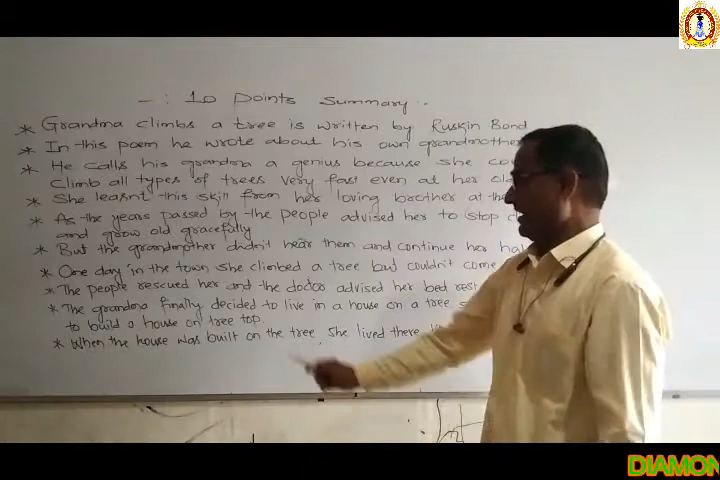 - : 10 Points Summary . .
* Grandma climbs a tree is written by Ruskin Bond
* In this poem he wrote about his own grandmother
* He calls his grandma a genius because she
climb all types of trees very fast even at her
* She learnt this skill from her loving brother at the
* As the years passed by the people advised her to stop
and grow old gracefully
* But the grandmother didn't hear them and continue her
* One day in the town she climbed a tree but couldn't come
* The people rescued her and the doctor advised her bed rest
* The grandma finally decided to live in a house on a tree
to build a house on tree top.
* When the house was built on the tree, she lived there
DIAMON